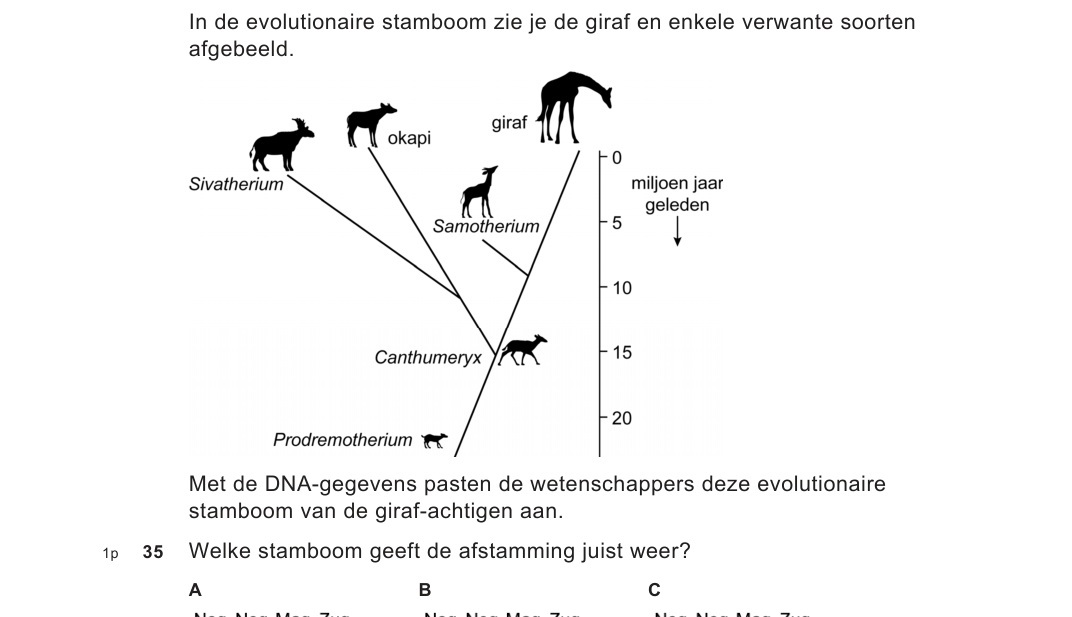 In de evolutionaire stamboom zie je de giraf en enkele verwante soorten
afgebeeld.
giraf
okapi
0
Sivatherium
miljoen jaar
geleden
Samotherium
5
10
Canthumeryx
15
20
Prodremotherium
Met de DNA-gegevens pasten de wetenschappers deze evolutionaire
stamboom van de giraf-achtigen aan.
1p 35 Welke stamboom geeft de afstamming juist weer?
A B C